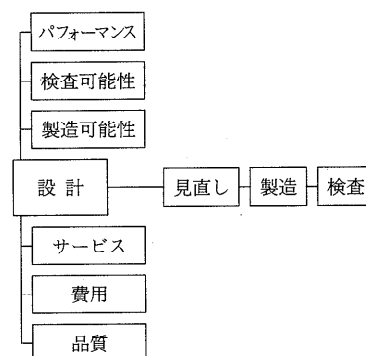 パフォーマンス
検査可能性
製造可能性
設計
見直し
製造
検査
サービス
費用
品質